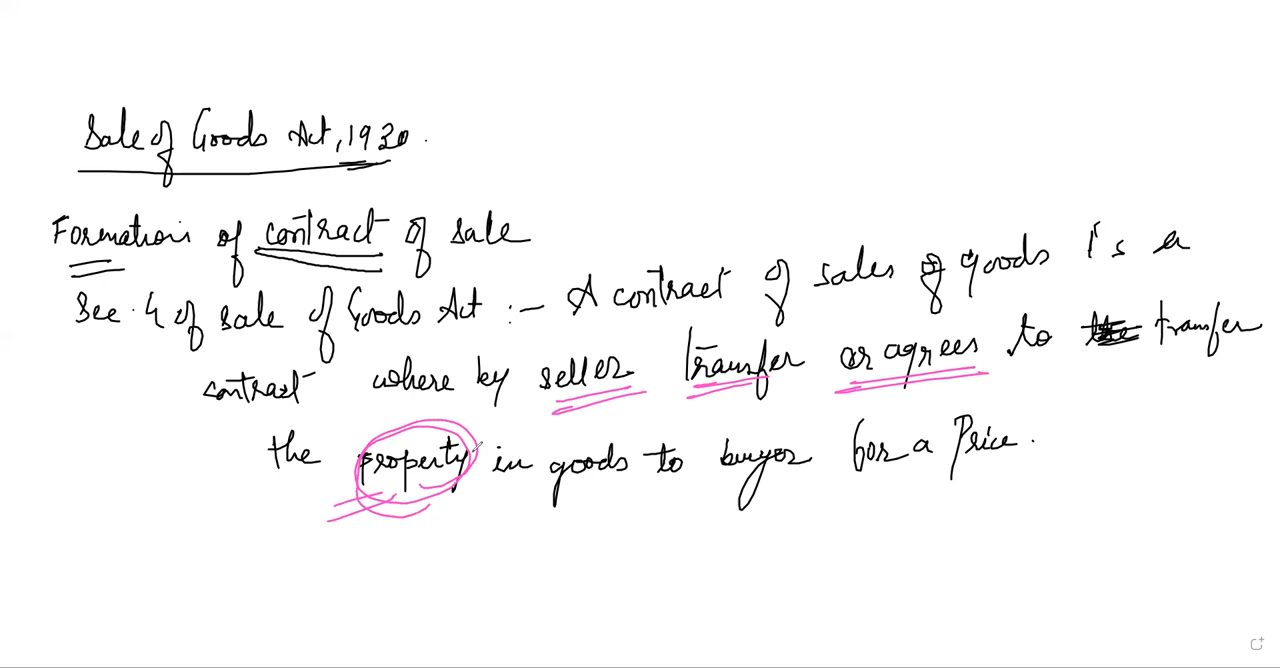 Sale of Goods Act, 1930.
Formation of contract of sale
Sec. 4 of sale of Goods Act :- A contract of sales of goods is a
contract where by seller transfer or agrees to the transfer
the property in goods to buyer for a Price.